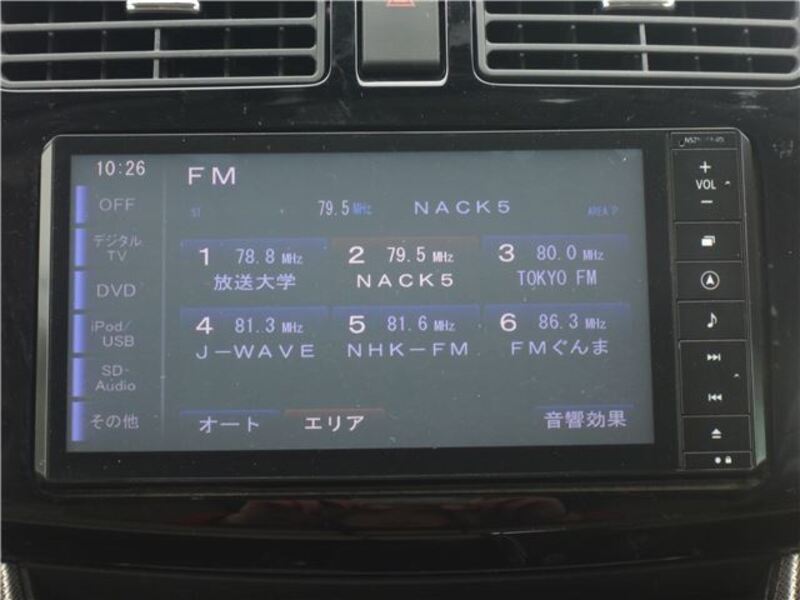 10:26
FM
OFF
ST 79.5 MHz NACK5 AREA P
デジタル
TV
1 78.8 MHz
放送大学
2 79.5 MHz
NACK5
3 80.0 MHz
TOKYO FM
DVD
iPod/
USB
4 81.3 MHz
J-WAVE
5 81.6 MHz
NHK-FM
6 86.3 MHz
FMぐんま
SD-
Audio
その他
オート
エリア
音響効果
+
VOL
-